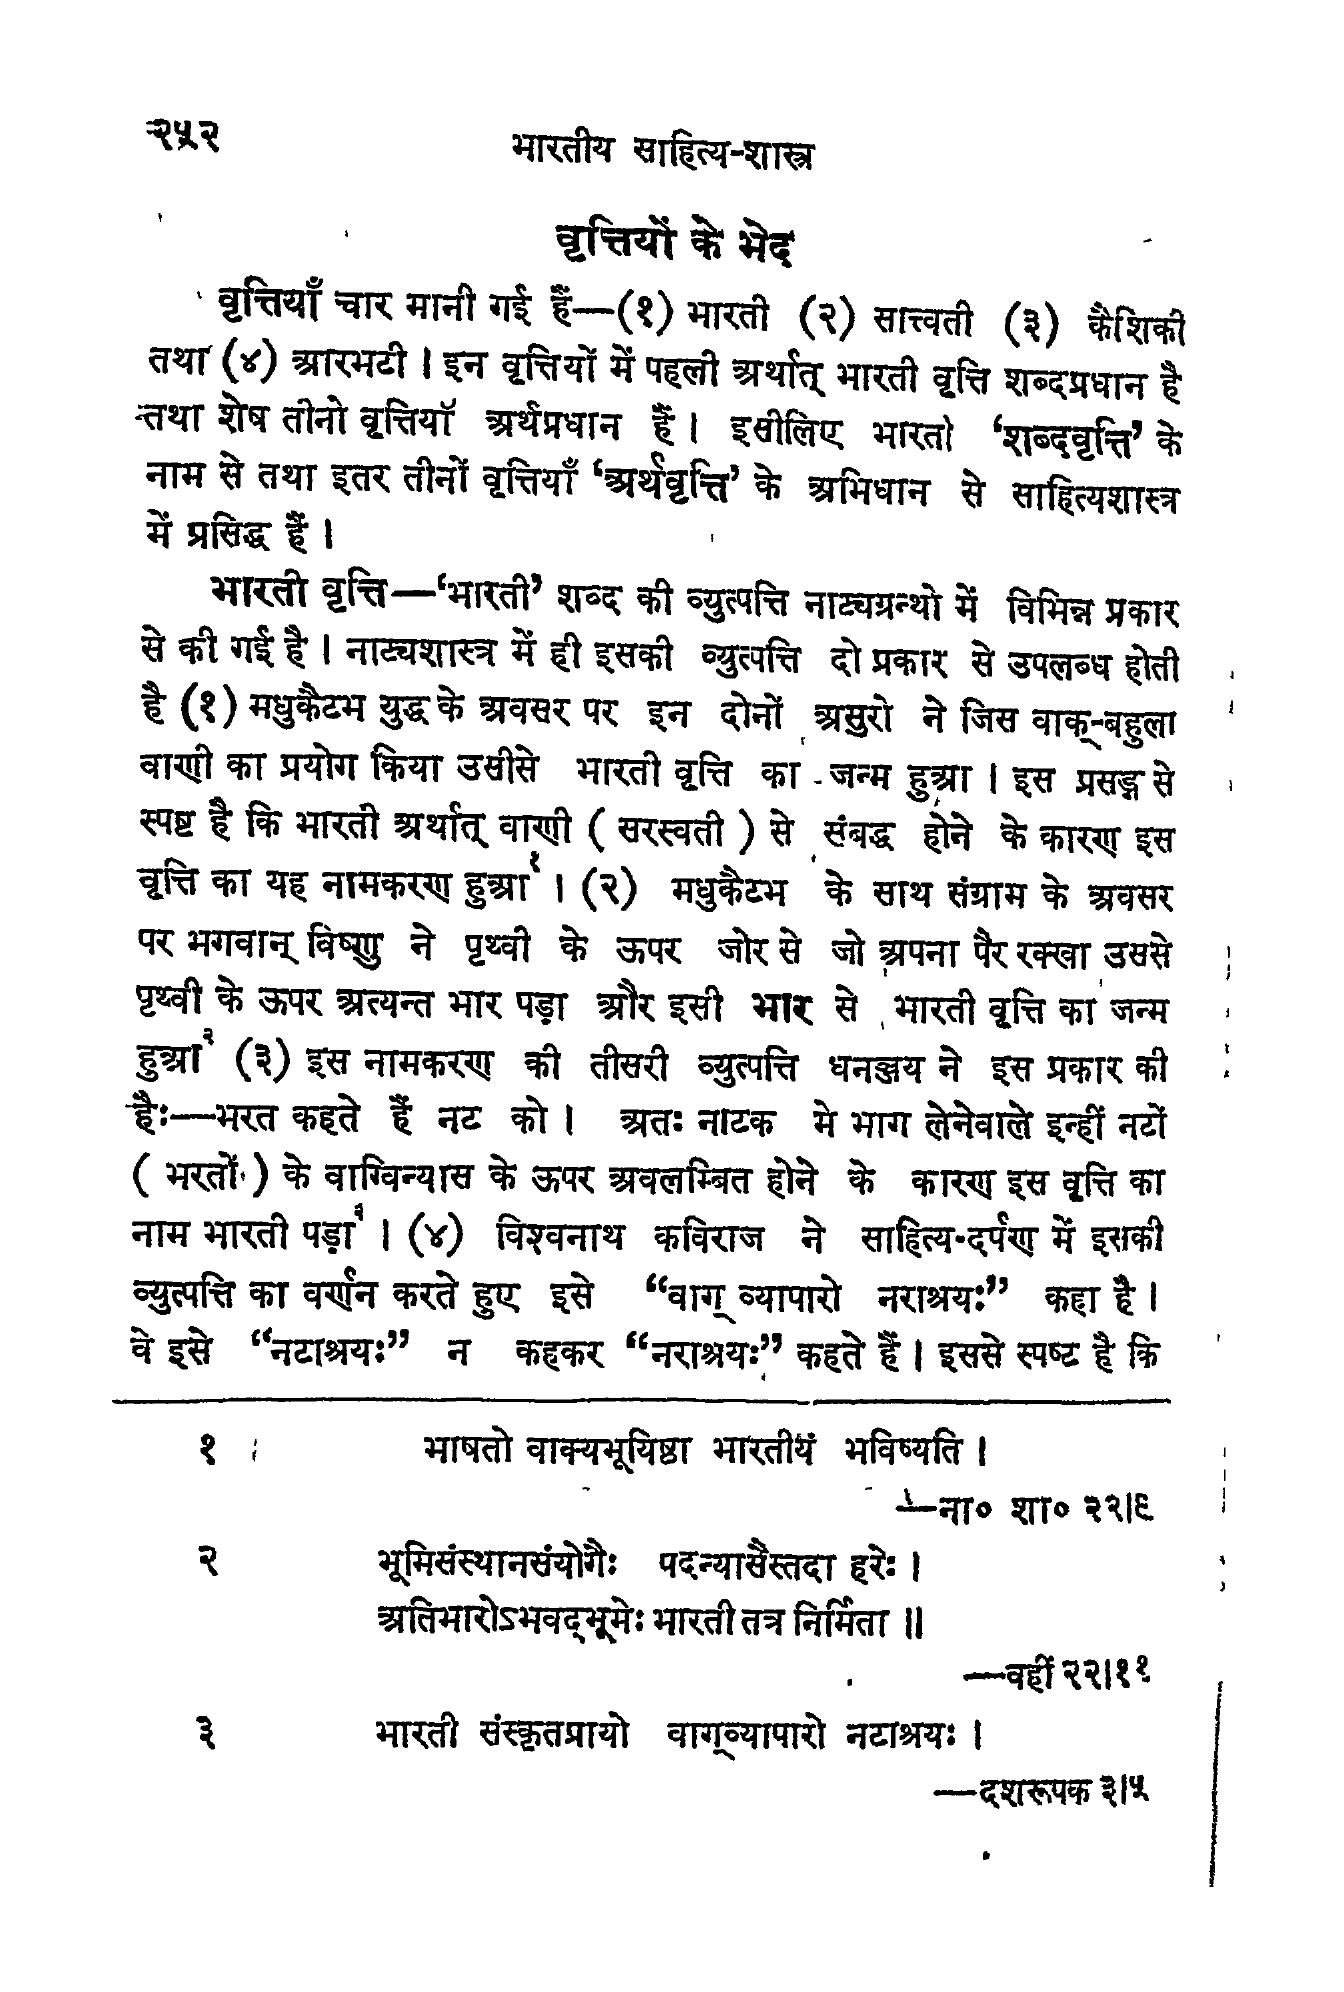 २५२
भारतीय साहित्य-शास्त्र
वृत्तियों के भेद
वृत्तियाँ चार मानी गई हैं—(१) भारती (२) सात्त्वती (३) कैशिकी
तथा (४) आरभटी । इन वृत्तियों में पहली अर्थात् भारती वृत्ति शब्दप्रधान है
तथा शेष तीनो वृत्तियॉ अर्थप्रधान हैं । इसीलिए भारती ‘शब्दवृत्ति’ के
नाम से तथा इतर तीनों वृत्तियाँ ‘अर्थवृत्ति’ के अभिधान से साहित्यशास्त्र
में प्रसिद्ध हैं ।
भारती वृत्ति—‘भारती’ शब्द की व्युत्पत्ति नाट्यग्रन्थो में विभिन्न प्रकार
से की गई है । नाट्यशास्त्र में ही इसकी व्युत्पत्ति दो प्रकार से उपलब्ध होती
है (१) मधुकैटभ युद्ध के अवसर पर इन दोनों असुरो ने जिस वाक्-बहुला
वाणी का प्रयोग किया उसीसे भारती वृत्ति का जन्म हुआ । इस प्रसङ्ग से
स्पष्ट है कि भारती अर्थात् वाणी ( सरस्वती ) से संबद्ध होने के कारण इस
वृत्ति का यह नामकरण हुआ१ । (२) मधुकैटभ के साथ संग्राम के अवसर
पर भगवान् विष्णु ने पृथ्वी के ऊपर जोर से जो अपना पैर रक्खा उससे
पृथ्वी के ऊपर अत्यन्त भार पड़ा और इसी भार से भारती वृत्ति का जन्म
हुआ२ (३) इस नामकरण की तीसरी व्युत्पत्ति धनञ्जय ने इस प्रकार की
है:—भरत कहते हैं नट को । अतः नाटक मे भाग लेनेवाले इन्हीं नटों
( भरतों ) के वाग्विन्यास के ऊपर अवलम्बित होने के कारण इस वृत्ति का
नाम भारती पड़ा३ । (४) विश्वनाथ कविराज ने साहित्य-दर्पण में इसकी
व्युत्पत्ति का वर्णन करते हुए इसे “वाग् व्यापारो नराश्रयः” कहा है ।
वे इसे “नटाश्रयः” न कहकर “नराश्रयः” कहते हैं । इससे स्पष्ट है कि
१ भाषतो वाक्यभूयिष्ठा भारतीयं भविष्यति ।
—ना० शा० २२।९
२ भूमिसंस्थानसंयोगैः पदन्यासैस्तदा हरेः ।
अतिभारोऽभवद्भूमेः भारती तत्र निर्मिता ॥
—वहीं २२।११
३ भारती संस्कृतप्रायो वाग्व्यापारो नटाश्रयः ।
—दशरूपक ३।५